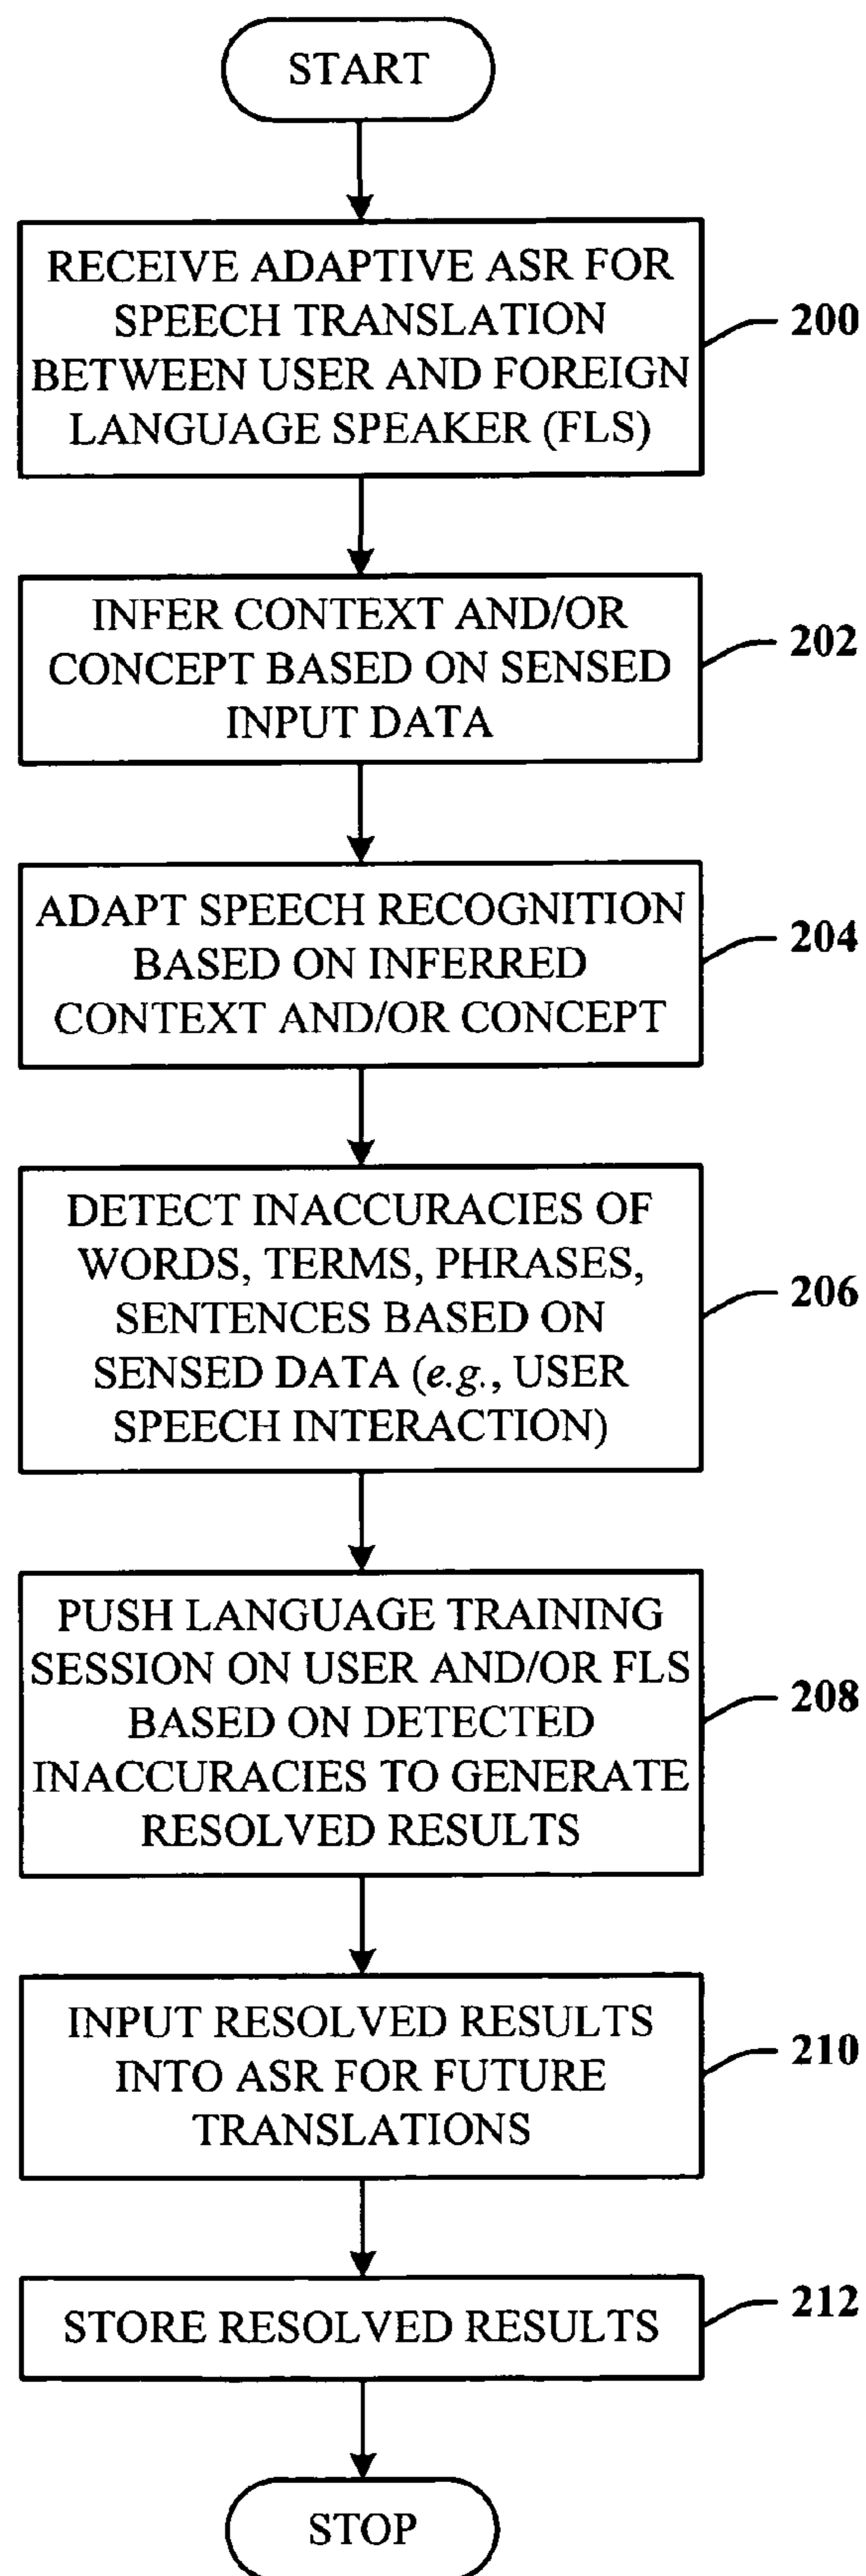 START
RECEIVE ADAPTIVE ASR FOR
SPEECH TRANSLATION
BETWEEN USER AND FOREIGN
LANGUAGE SPEAKER (FLS)
200
INFER CONTEXT AND/OR
CONCEPT BASED ON SENSED
INPUT DATA
202
ADAPT SPEECH RECOGNITION
BASED ON INFERRED
CONTEXT AND/OR CONCEPT
204
DETECT INACCURACIES OF
WORDS, TERMS, PHRASES,
SENTENCES BASED ON
SENSED DATA (e.g., USER
SPEECH INTERACTION)
206
PUSH LANGUAGE TRAINING
SESSION ON USER AND/OR FLS
BASED ON DETECTED
INACCURACIES TO GENERATE
RESOLVED RESULTS
208
INPUT RESOLVED RESULTS
INTO ASR FOR FUTURE
TRANSLATIONS
210
STORE RESOLVED RESULTS
212
STOP